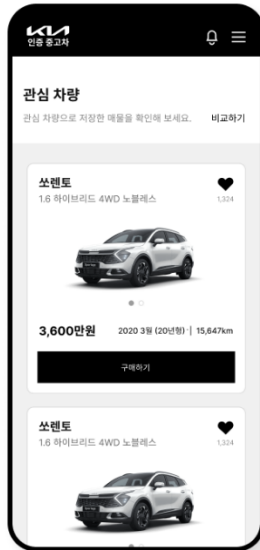 KIA
인증 중고차
관심 차량
관심 차량으로 저장한 매물을 확인해 보세요. 비교하기
쏘렌토
1.6 하이브리드 4WD 노블레스 1,324
3,600만원 2020 3월 (20년형) | 15,647km
구매하기
쏘렌토
1.6 하이브리드 4WD 노블레스 1,324